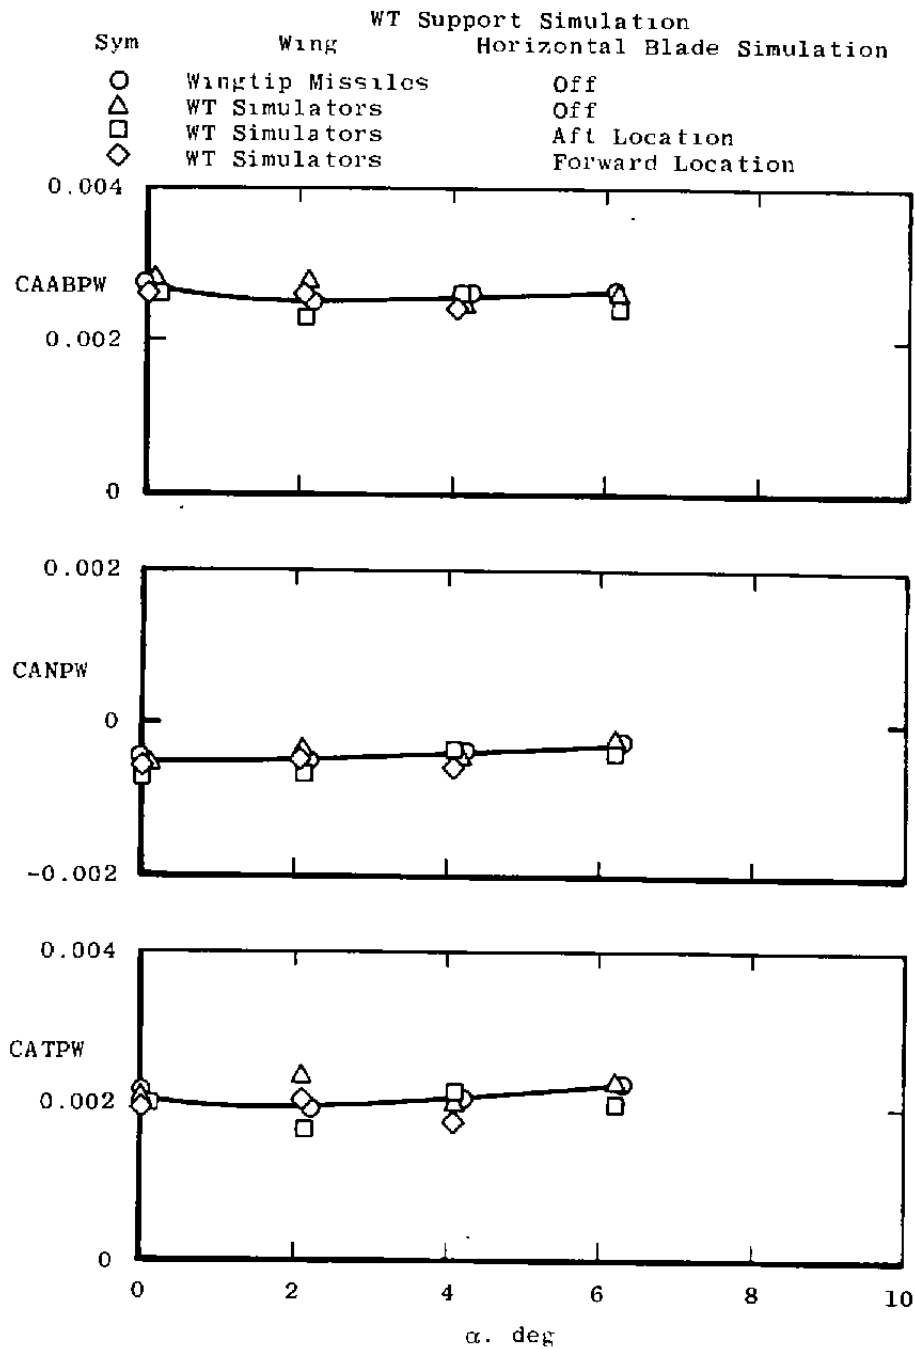 WT Support Simulation
Sym Wing Horizontal Blade Simulation
Wingtip Missiles Off
WT Simulators Off
WT Simulators Aft Location
WT Simulators Forward Location
0.004
CAABPW
0.002
0
0.002
CANPW
0
-0.002
0.004
CATPW
0.002
0
0 2 4 6 8 10
α. deg